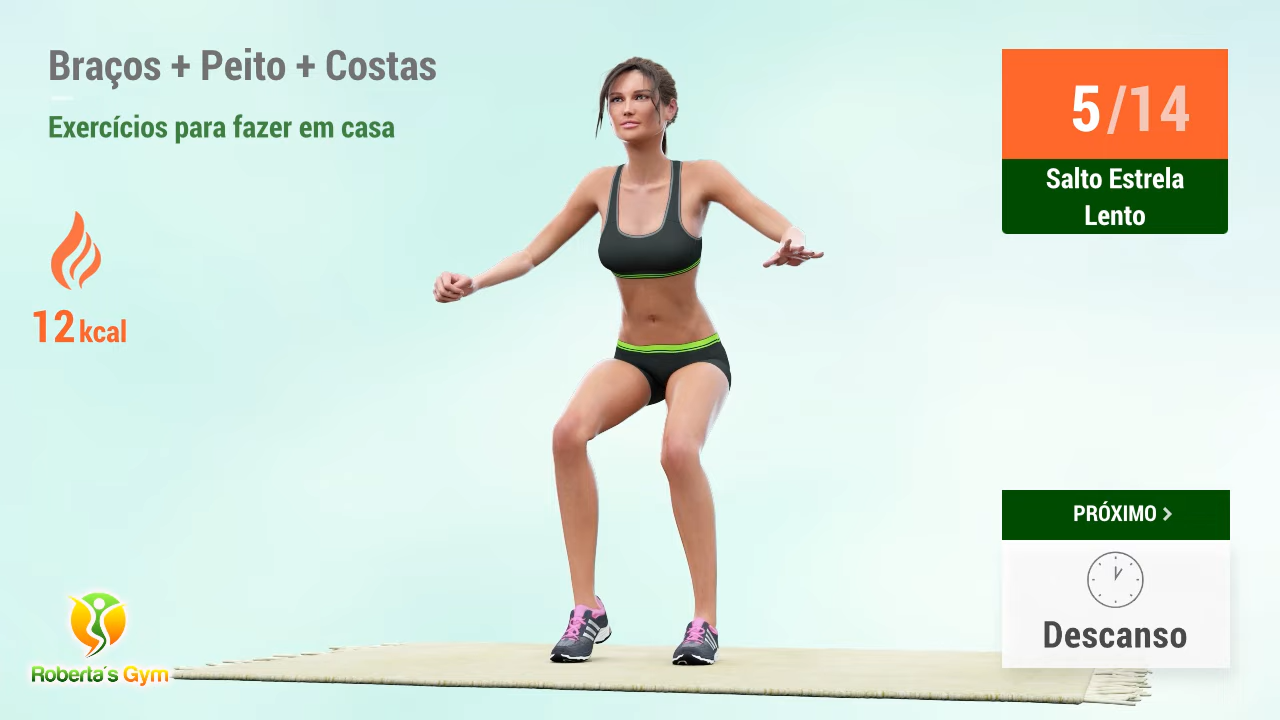 Braços + Peito + Costas
Exercícios para fazer em casa
5/14
Salto Estrela
Lento
12 kcal
PRÓXIMO >
Descanso
Roberta´s Gym